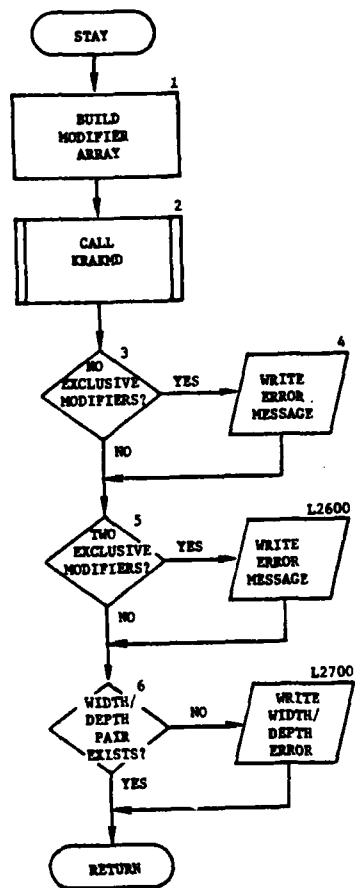 STAY
1
BUILD
MODIFIER
ARRAY
2
CALL
KRAKMD
3
NO
EXCLUSIVE
MODIFIERS?
YES
NO
4
WRITE
ERROR
MESSAGE
5
TWO
EXCLUSIVE
MODIFIERS?
YES
NO
L2600
WRITE
ERROR
MESSAGE
6
WIDTH/
DEPTH
PAIR
EXISTS?
NO
YES
L2700
WRITE
WIDTH/
DEPTH
ERROR
RETURN